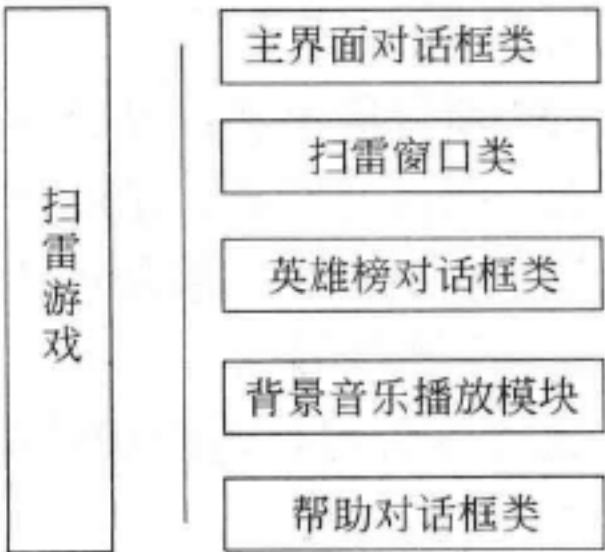 扫雷游戏
主界面对话框类
扫雷窗口类
英雄榜对话框类
背景音乐播放模块
帮助对话框类